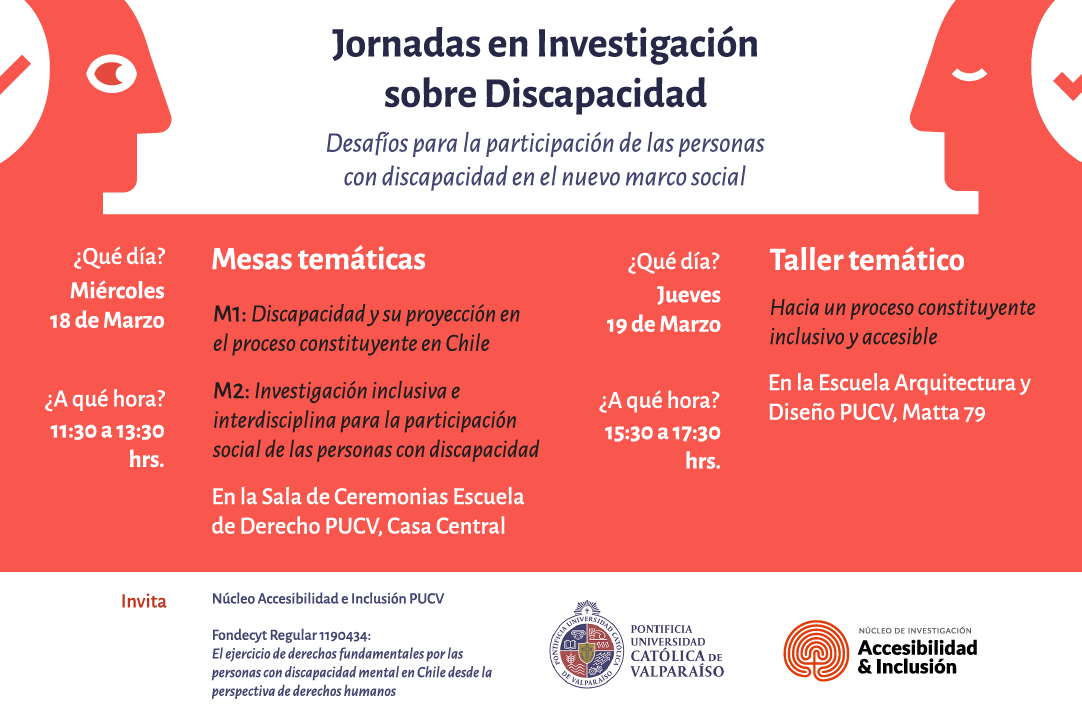 Jornadas en Investigación
sobre Discapacidad
Desafíos para la participación de las personas
con discapacidad en el nuevo marco social
¿Qué día?
Miércoles
18 de Marzo
¿A qué hora?
11:30 a 13:30
hrs.
Mesas temáticas
M1: Discapacidad y su proyección en
el proceso constituyente en Chile
M2: Investigación inclusiva e
interdisciplina para la participación
social de las personas con discapacidad
En la Sala de Ceremonias Escuela
de Derecho PUCV, Casa Central
¿Qué día?
Jueves
19 de Marzo
¿A qué hora?
15:30 a 17:30
hrs.
Taller temático
Hacia un proceso constituyente
inclusivo y accesible
En la Escuela Arquitectura y
Diseño PUCV, Matta 79
Invita
Núcleo Accesibilidad e Inclusión PUCV
Fondecyt Regular 1190434:
El ejercicio de derechos fundamentales por las
personas con discapacidad mental en Chile desde la
perspectiva de derechos humanos
PONTIFICIA UNIVERSIDAD CATÓLICA
DE VALPARAÍSO
PONTIFICIA
UNIVERSIDAD
CATÓLICA DE
VALPARAÍSO
NÚCLEO DE INVESTIGACIÓN
Accesibilidad
& Inclusión